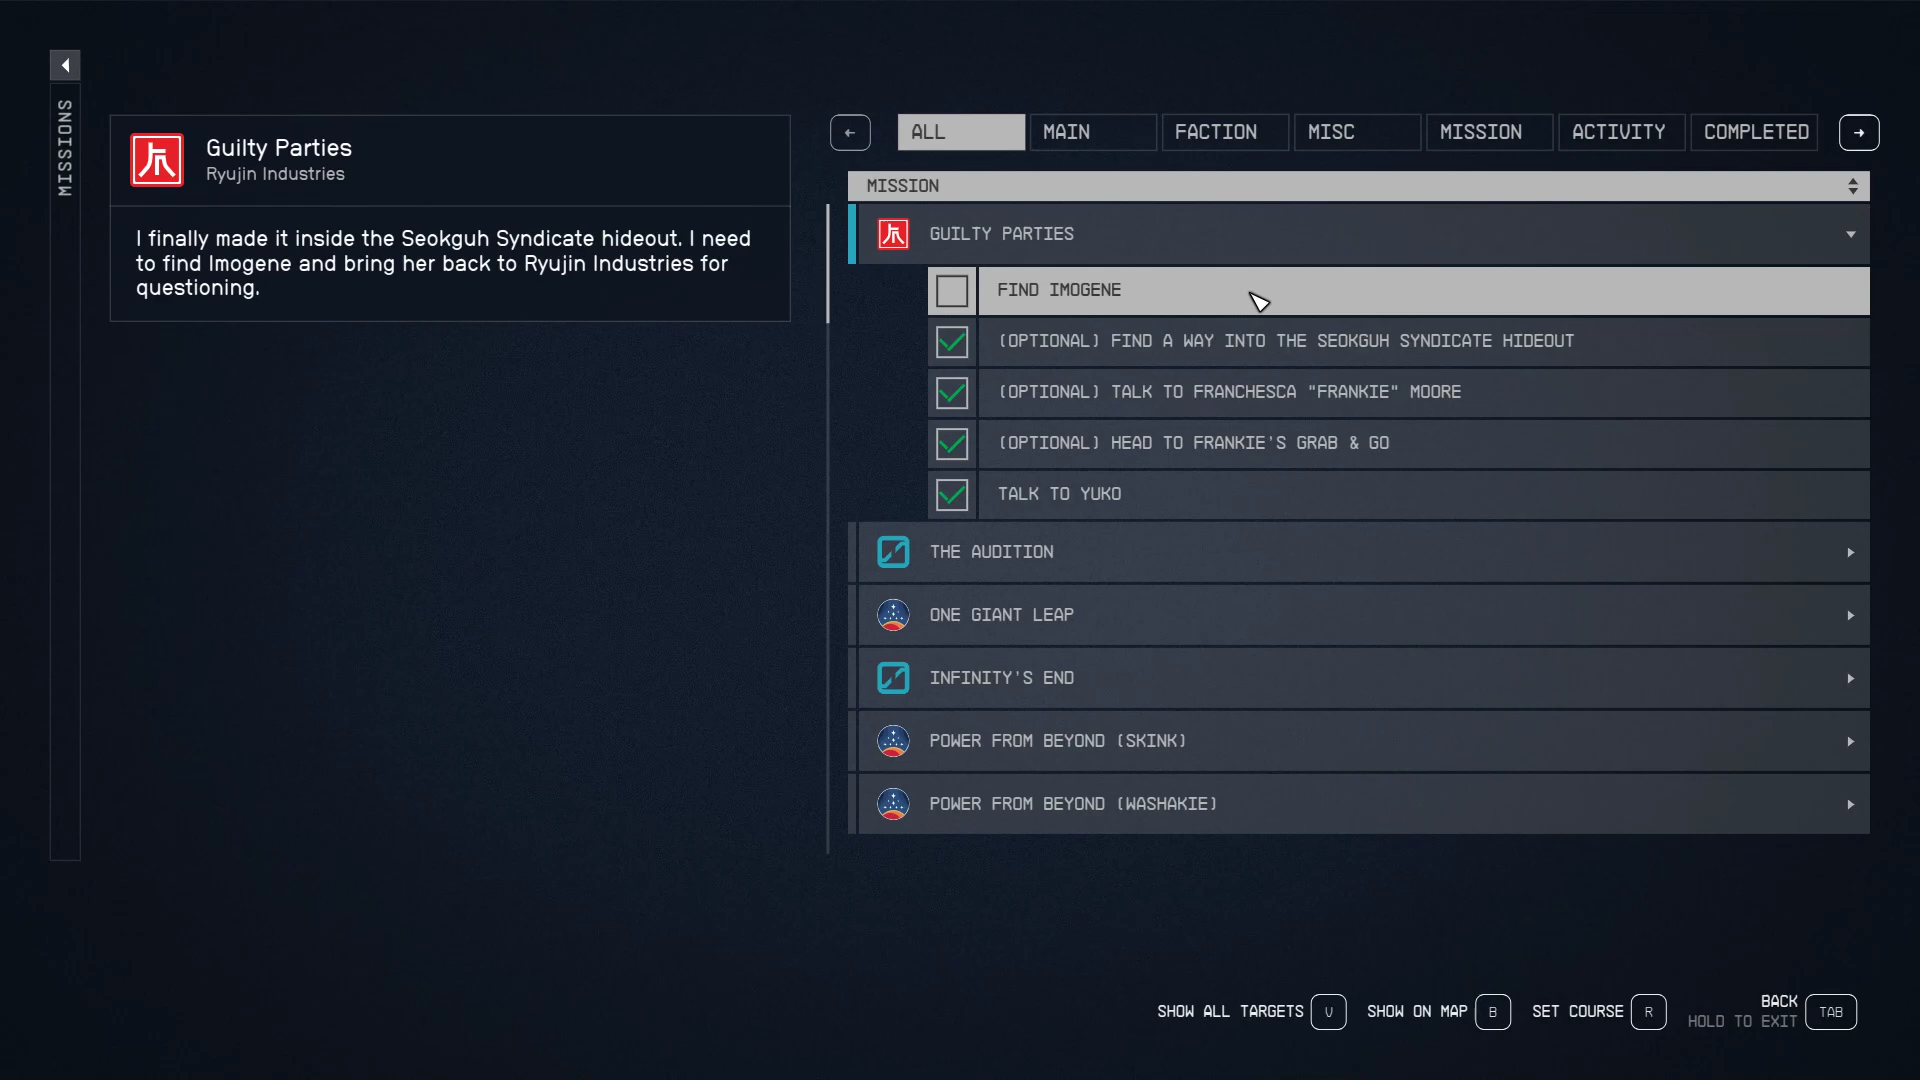 MISSIONS
Guilty Parties
Ryujin Industries
I finally made it inside the Seokguh Syndicate hideout. I need
to find Imogene and bring her back to Ryujin Industries for
questioning.
ALL
MAIN
FACTION
MISC
MISSION
ACTIVITY
COMPLETED
MISSION
GUILTY PARTIES
FIND IMOGENE
(OPTIONAL) FIND A WAY INTO THE SEOKGUH SYNDICATE HIDEOUT
(OPTIONAL) TALK TO FRANCHESCA "FRANKIE" MOORE
(OPTIONAL) HEAD TO FRANKIE'S GRAB & GO
TALK TO YUKO
THE AUDITION
ONE GIANT LEAP
INFINITY'S END
POWER FROM BEYOND (SKINK)
POWER FROM BEYOND (WASHAKIE)
SHOW ALL TARGETS V
SHOW ON MAP B
SET COURSE R
BACK
HOLD TO EXIT
TAB